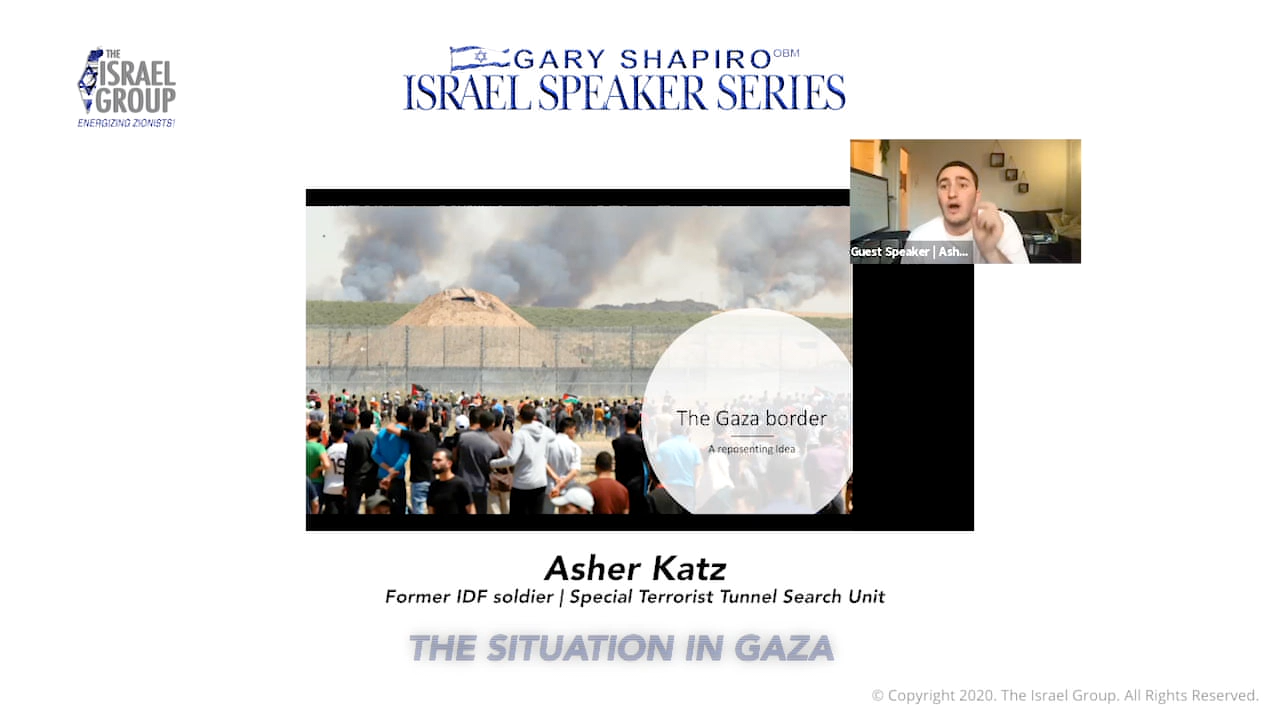 THE
ISRAEL
GROUP
ENERGIZING ZIONISTS!
GARY SHAPIRO OBM
ISRAEL SPEAKER SERIES
Guest Speaker | Ash...
The Gaza border
A reposenting Idea
Asher Katz
Former IDF soldier | Special Terrorist Tunnel Search Unit
THE SITUATION IN GAZA
© Copyright 2020. The Israel Group. All Rights Reserved.